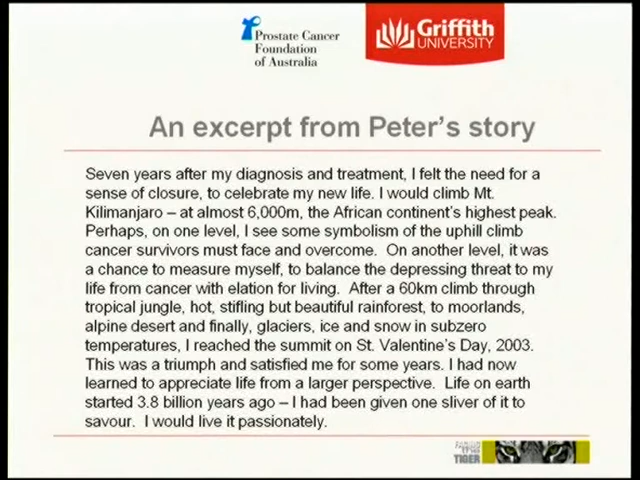 Prostate Cancer
Foundation
of Australia
Griffith
UNIVERSITY
An excerpt from Peter's story
Seven years after my diagnosis and treatment, I felt the need for a
sense of closure, to celebrate my new life. I would climb Mt.
Kilimanjaro – at almost 6,000m, the African continent's highest peak.
Perhaps, on one level, I see some symbolism of the uphill climb
cancer survivors must face and overcome.  On another level, it was
a chance to measure myself, to balance the depressing threat to my
life from cancer with elation for living.  After a 60km climb through
tropical jungle, hot, stifling but beautiful rainforest, to moorlands,
alpine desert and finally, glaciers, ice and snow in subzero
temperatures, I reached the summit on St. Valentine's Day, 2003.
This was a triumph and satisfied me for some years. I had now
learned to appreciate life from a larger perspective.  Life on earth
started 3.8 billion years ago – I had been given one sliver of it to
savour.  I would live it passionately.
TIGER